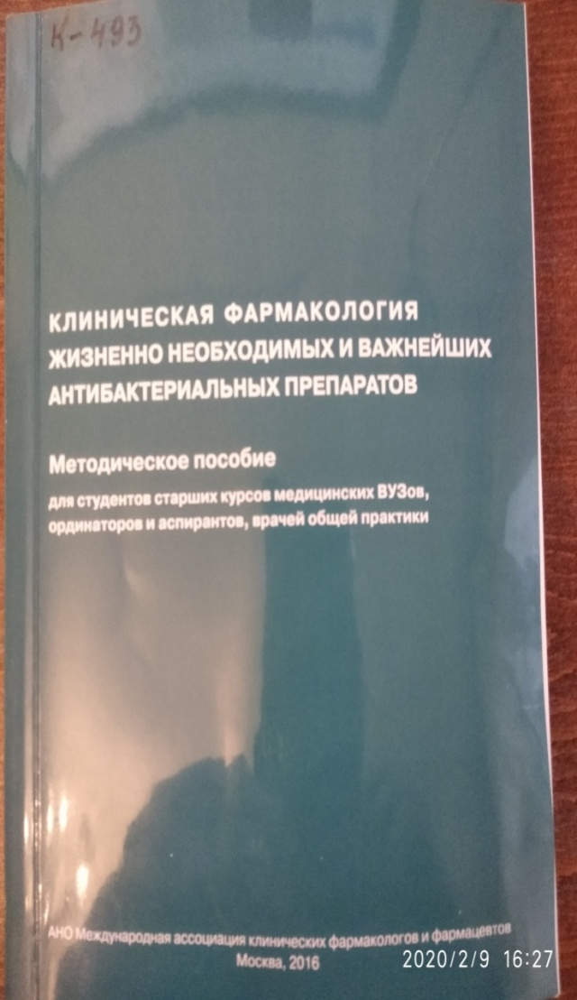 К-493
КЛИНИЧЕСКАЯ ФАРМАКОЛОГИЯ
ЖИЗНЕННО НЕОБХОДИМЫХ И ВАЖНЕЙШИХ
АНТИБАКТЕРИАЛЬНЫХ ПРЕПАРАТОВ
Методическое пособие
для студентов старших курсов медицинских ВУЗов,
ординаторов и аспирантов, врачей общей практики
АНО Международная ассоциация клинических фармакологов и фармацевтов
Москва, 2016
2020/2/9 16:27